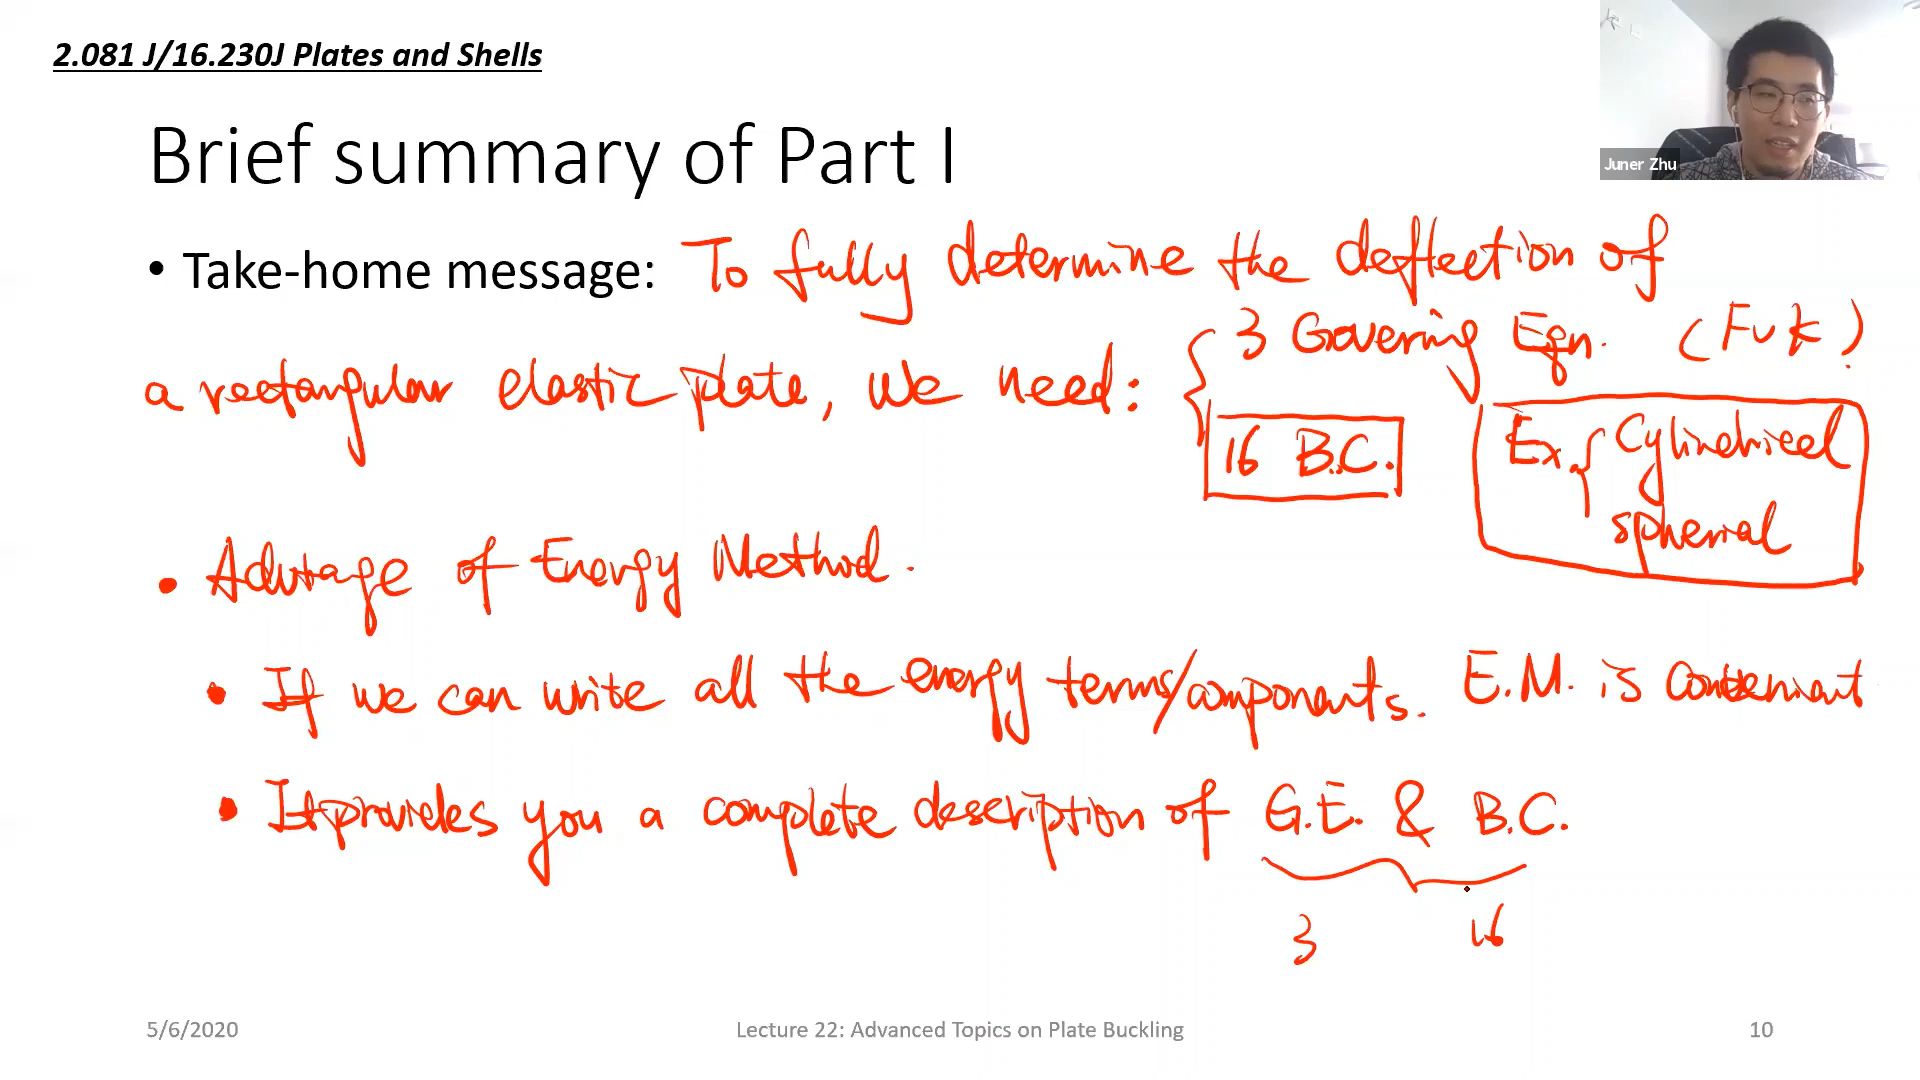 2.081 J/16.230J Plates and Shells
Juner Zhu
Brief summary of Part I
• Take-home message: To fully determine the deflection of
a rectangular elastic plate, we need:
3 Governing Eqn. (FvK)
16 B.C.
Ex. Cylindrical
spherical
• Advantage of Energy Method.
• If we can write all the energy terms/components. E.M. is convenient
• It provides you a complete description of G.E. & B.C.
3 16
5/6/2020
Lecture 22: Advanced Topics on Plate Buckling
10